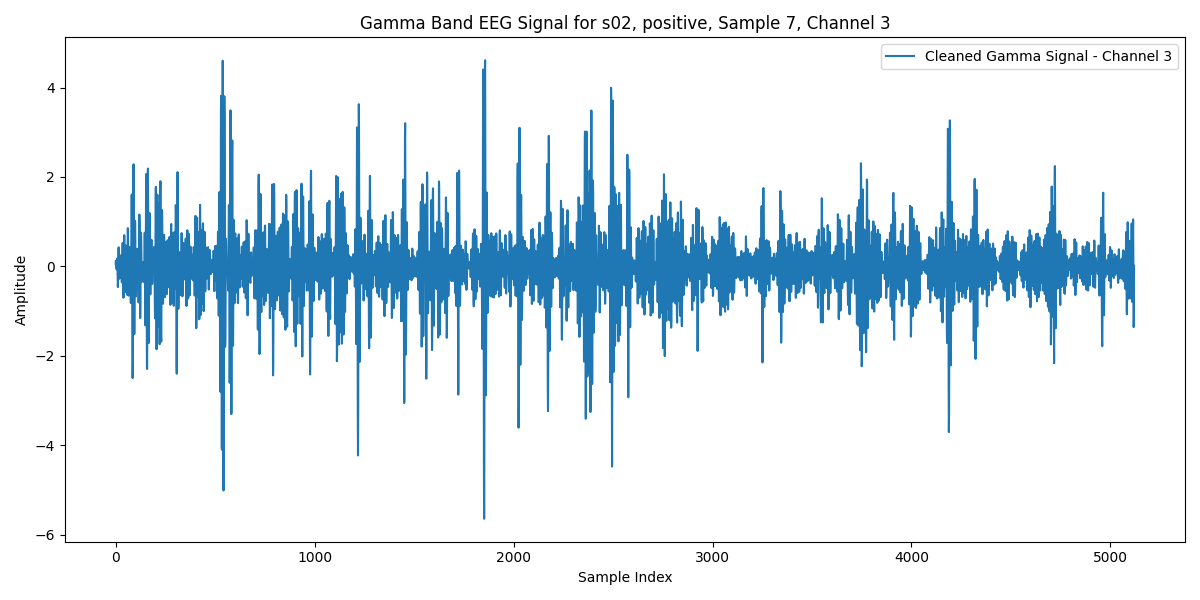 Gamma Band EEG Signal for s02, positive, Sample 7, Channel 3
Cleaned Gamma Signal - Channel 3
Amplitude
4
2
0
−2
−4
−6
0 1000 2000 3000 4000 5000
Sample Index